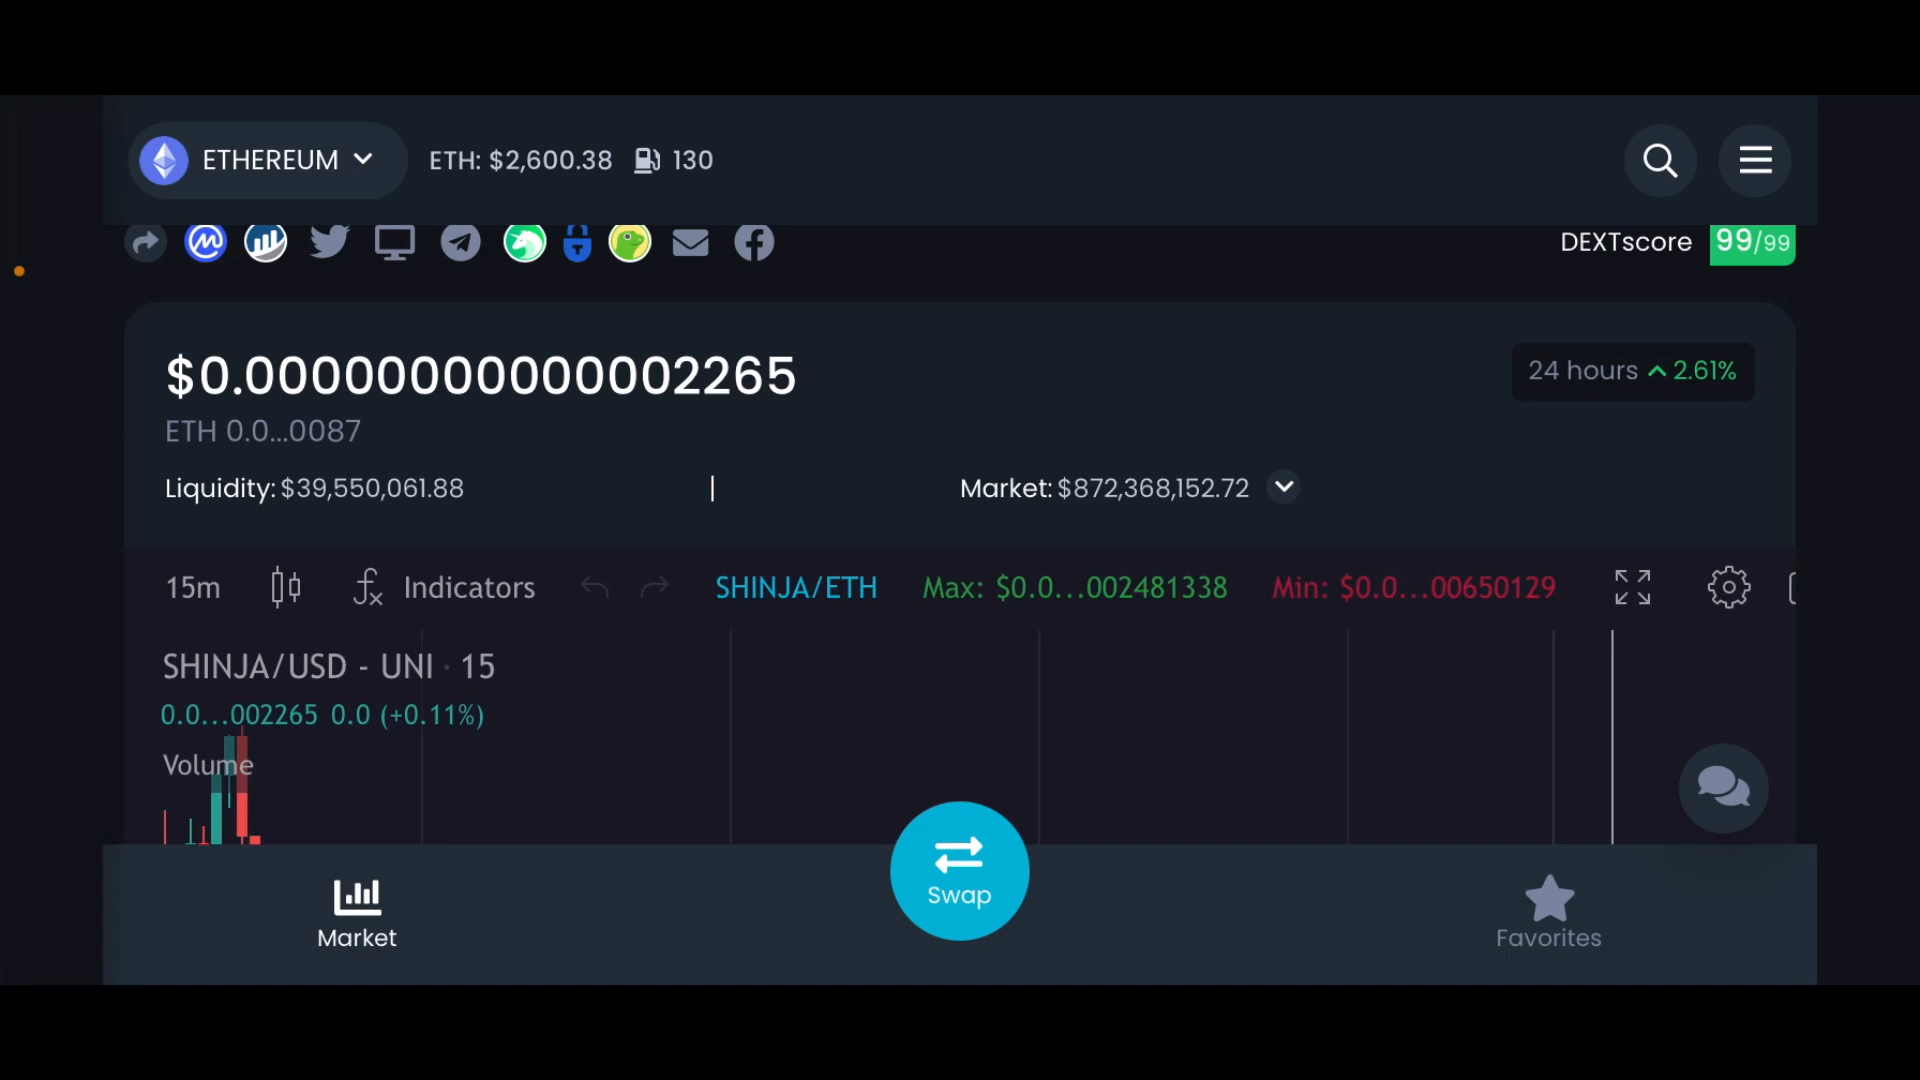 ETHEREUM ETH: $2,600.38 130
DEXTscore 99/99
$0.00000000000002265 24 hours 2.61%
ETH 0.0...0087
Liquidity: $39,550,061.88 | Market: $872,368,152.72
15m fx Indicators SHINJA/ETH Max: $0.0...002481338 Min: $0.0...00650129
SHINJA/USD - UNI · 15
0.0...002265 0.0 (+0.11%)
Volume
Swap
Market Favorites